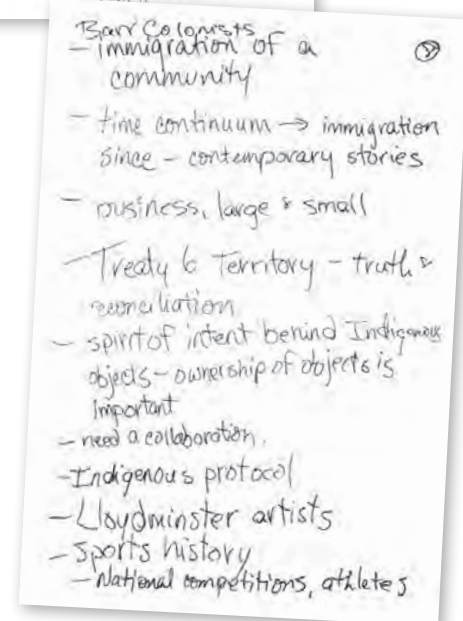 Barr Colonists
- immigration of a
community
- time continuum → immigration
since - contemporary stories
- business, large & small
- Treaty 6 Territory - truth &
reconciliation
- spirit of intent behind Indigenous
objects - ownership of objects is
important
- need a collaboration.
- Indigenous protocol
- Lloydminster artists
- Sports history
- National competitions, athletes